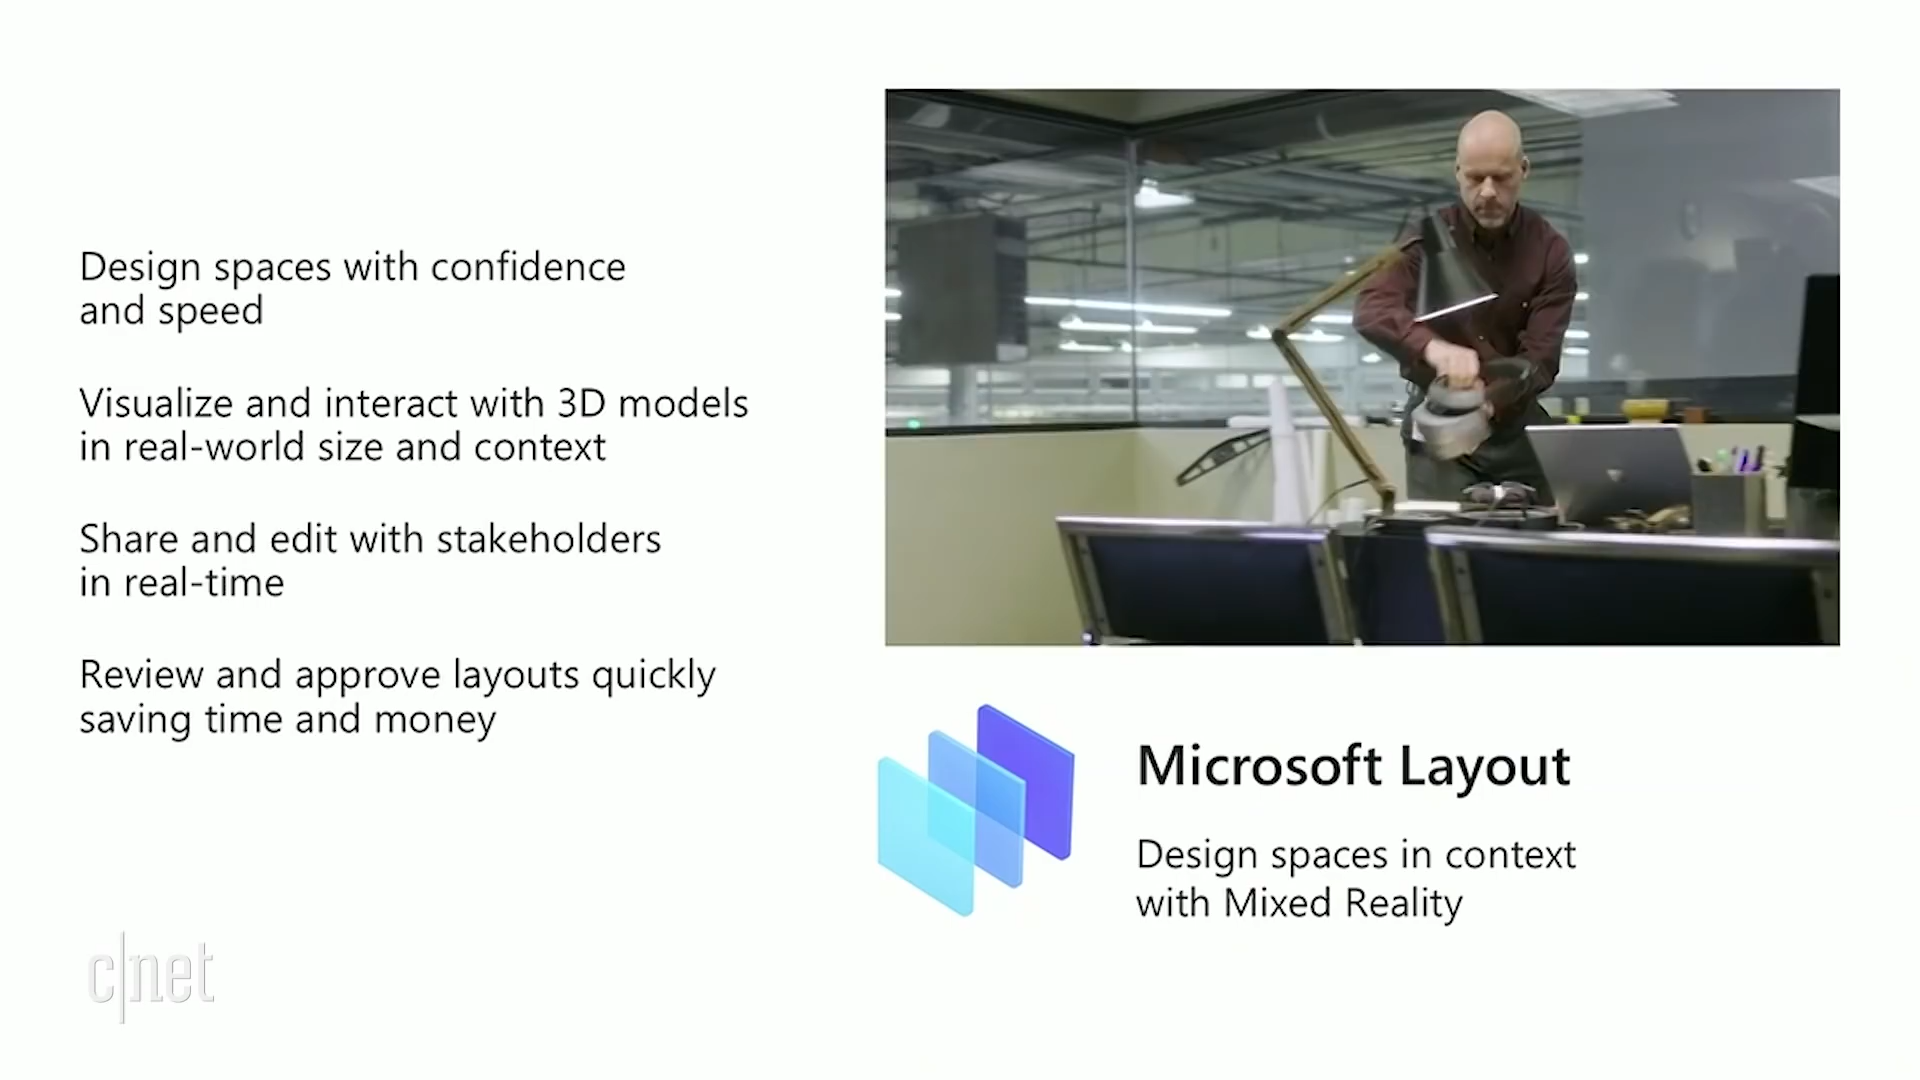 Design spaces with confidence
and speed
Visualize and interact with 3D models
in real-world size and context
Share and edit with stakeholders
in real-time
Review and approve layouts quickly
saving time and money
Microsoft Layout
Design spaces in context
with Mixed Reality
c|net